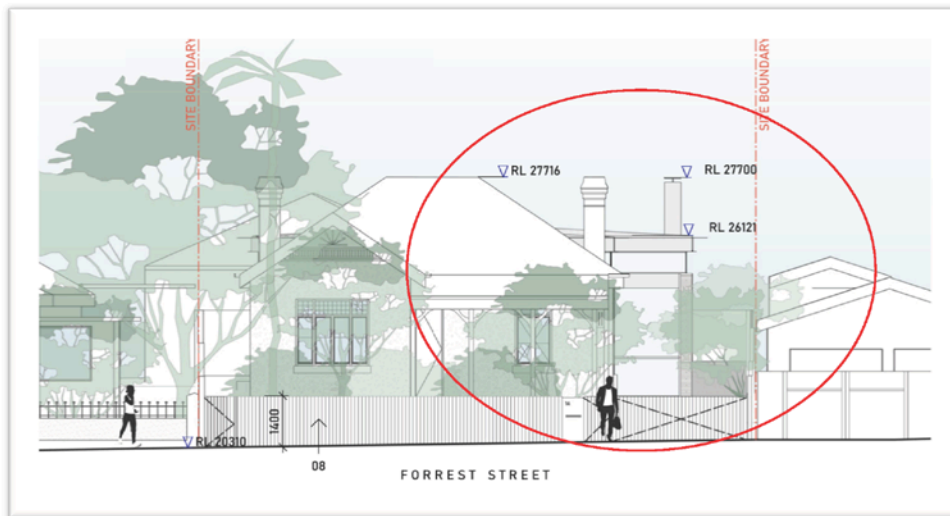 SITE BOUNDARY
SITE BOUNDARY
RL 27716
RL 27700
RL 26121
1400
RL 20310
08
FORREST STREET